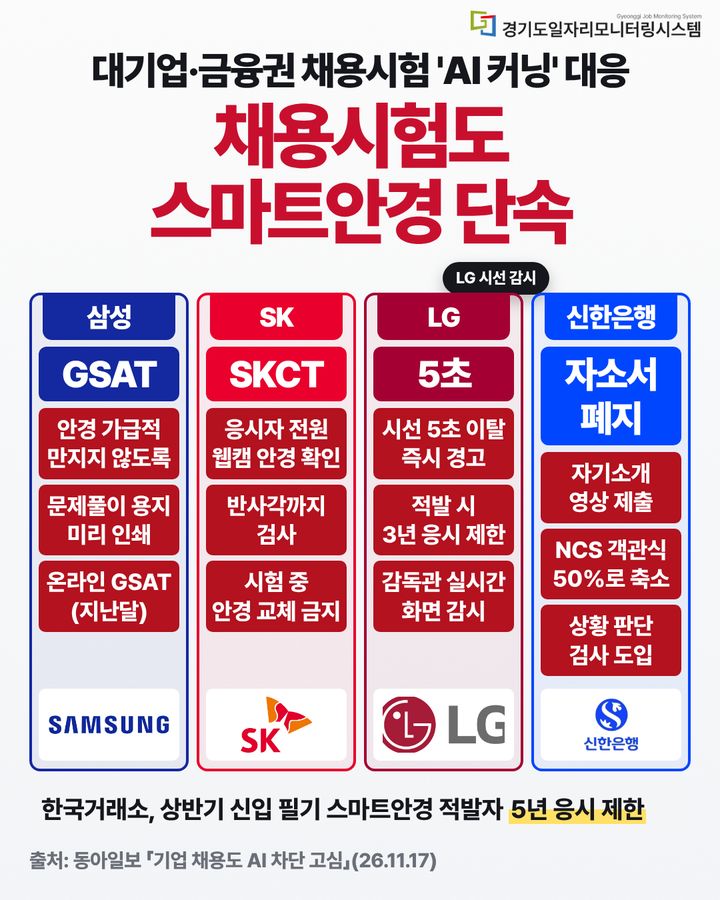 Gyeonggi Job Monitoring System
경기도일자리모니터링시스템
대기업·금융권 채용시험 'AI 커닝' 대응
채용시험도
스마트안경 단속
LG 시선 감시
삼성
GSAT
안경 가급적
만지지 않도록
문제풀이 용지
미리 인쇄
온라인 GSAT
(지난달)
SAMSUNG
SK
SKCT
응시자 전원
웹캠 안경 확인
반사각까지
검사
시험 중
안경 교체 금지
SK
LG
5초
시선 5초 이탈
즉시 경고
적발 시
3년 응시 제한
감독관 실시간
화면 감시
LG
신한은행
자소서
폐지
자기소개
영상 제출
NCS 객관식
50%로 축소
상황 판단
검사 도입
신한은행
한국거래소, 상반기 신입 필기 스마트안경 적발자 5년 응시 제한
출처: 동아일보 「기업 채용도 AI 차단 고심」(26.11.17)